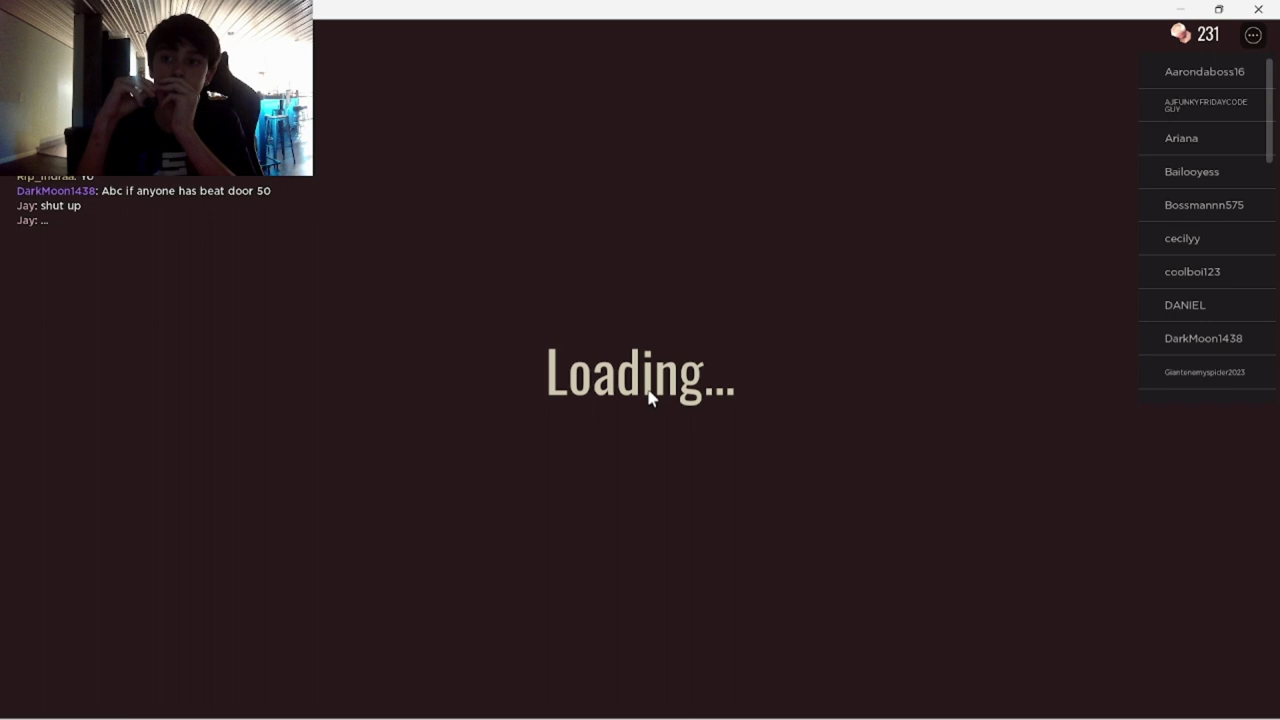 231
Aarondaboss16
AJFUNKYFRIDAYCODE
GUY
Ariana
Bailooyess
Bossmannn575
cecilyy
coolboi123
DANIEL
DarkMoon1438
Giantenemyspider2023
DarkMoon1438: Abc if anyone has beat door 50
Jay: shut up
Jay: ...
Loading...